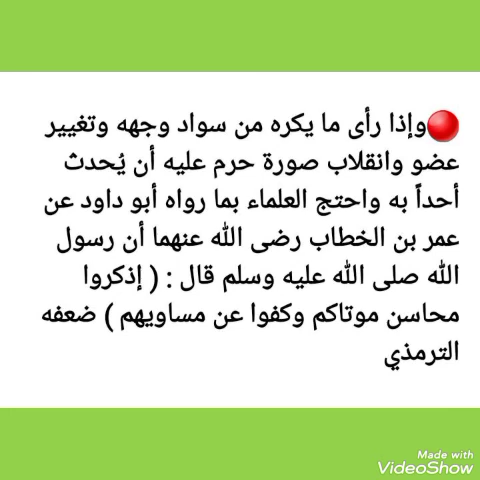 🔴وإذا رأى ما يكره من سواد وجهه وتغيير
عضو وانقلاب صورة حرم عليه أن يُحدث
أحداً به واحتج العلماء بما رواه أبو داود عن
عمر بن الخطاب رضى الله عنهما أن رسول
الله صلى الله عليه وسلم قال : ( إذكروا
محاسن موتاكم وكفوا عن مساويهم ) ضعفه
الترمذي
Made with
VideoShow